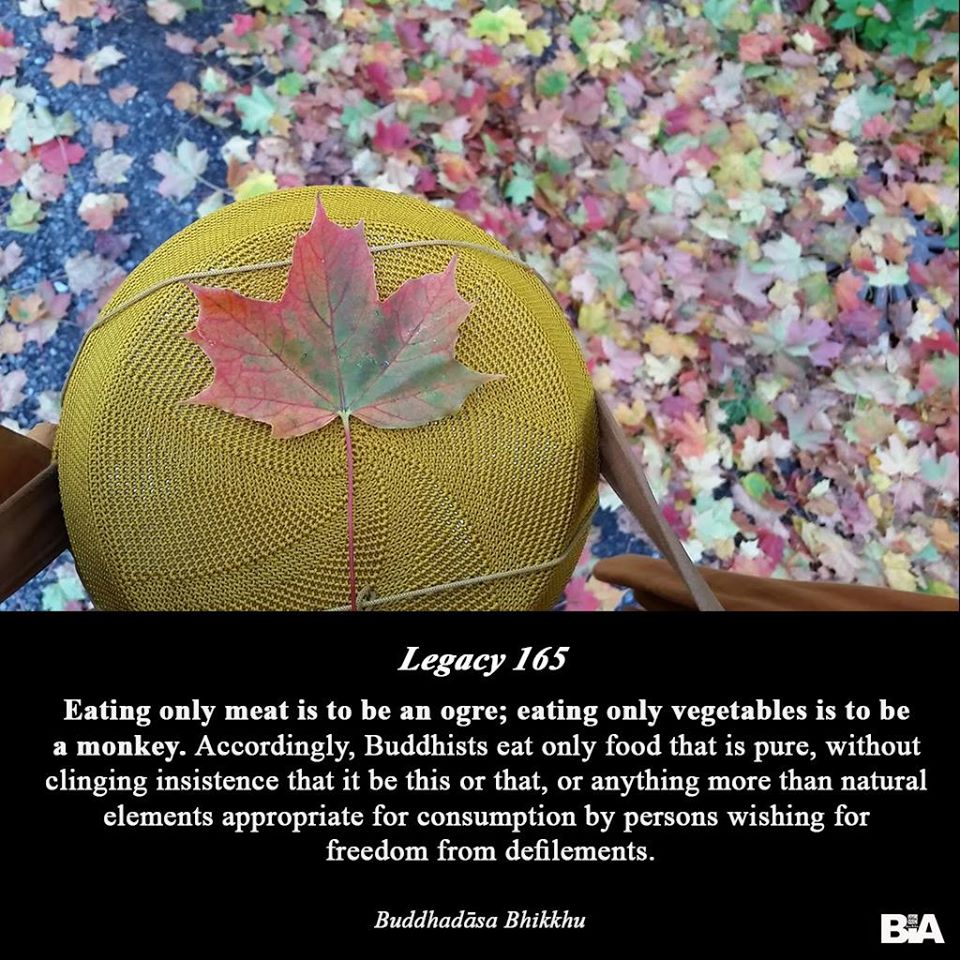 Legacy 165
Eating only meat is to be an ogre; eating only vegetables is to be
a monkey. Accordingly, Buddhists eat only food that is pure, without
clinging insistence that it be this or that, or anything more than natural
elements appropriate for consumption by persons wishing for
freedom from defilements.
Buddhadāsa Bhikkhu
BiA